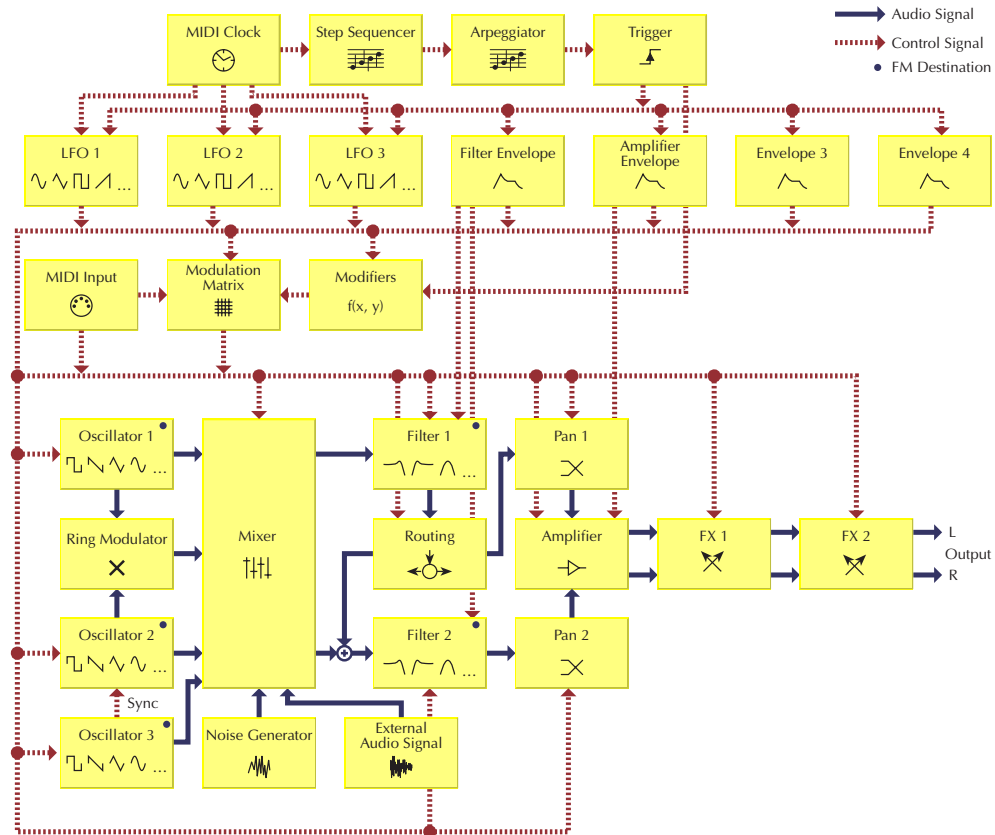 MIDI Clock
Step Sequencer
Arpeggiator
Trigger
Audio Signal
Control Signal
FM Destination
LFO 1
...
LFO 2
...
LFO 3
...
Filter Envelope
Amplifier
Envelope
Envelope 3
Envelope 4
MIDI Input
Modulation
Matrix
Modifiers
f(x, y)
Oscillator 1
...
Mixer
Filter 1
...
Pan 1
Ring Modulator
Routing
Amplifier
FX 1
FX 2
L
Output
R
Oscillator 2
...
Filter 2
...
Pan 2
Sync
Oscillator 3
...
Noise Generator
External
Audio Signal